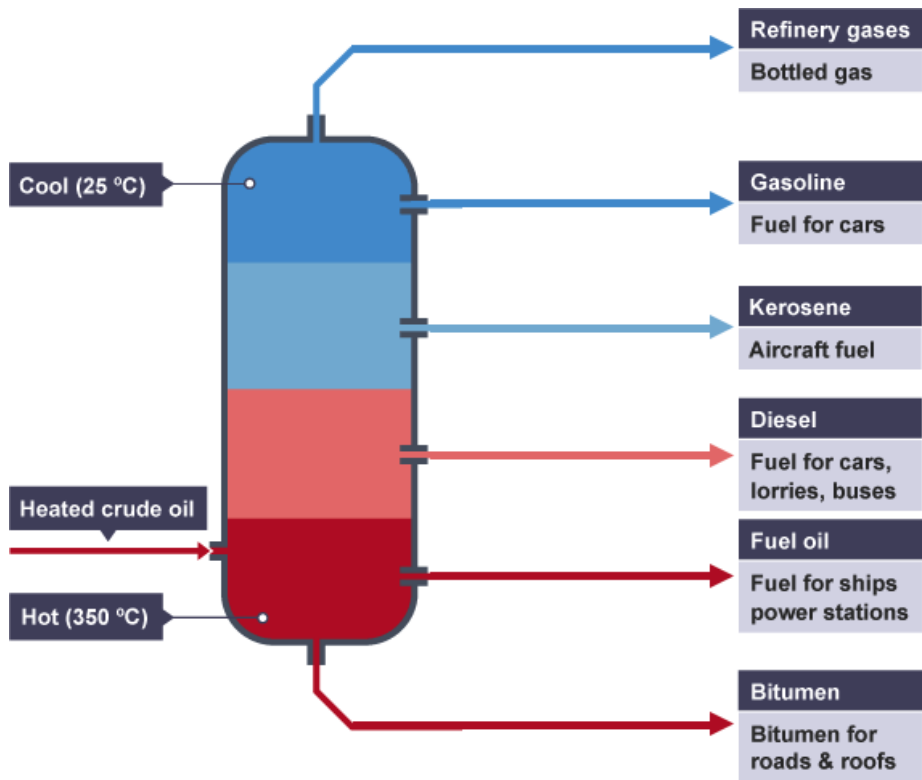 Refinery gases
Bottled gas
Cool (25 ºC)
Gasoline
Fuel for cars
Kerosene
Aircraft fuel
Diesel
Fuel for cars,
lorries, buses
Heated crude oil
Fuel oil
Fuel for ships
power stations
Hot (350 ºC)
Bitumen
Bitumen for
roads & roofs